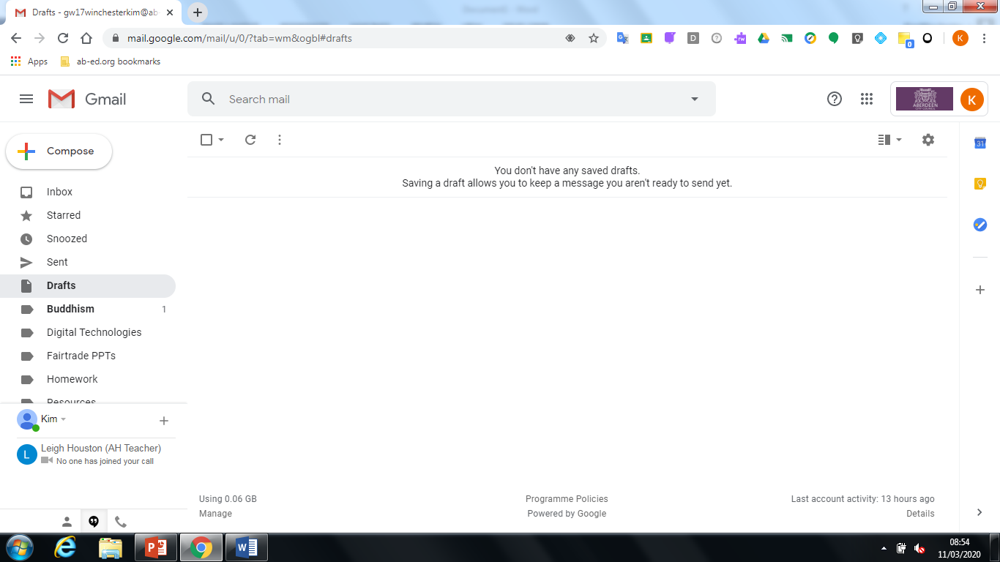 Drafts - gw17winchesterkim@ab
mail.google.com/mail/u/0/?tab=wm&ogbl#drafts
K
Apps
ab-ed.org bookmarks
Gmail
Search mail
ABERDEEN
CITY COUNCIL
K
Compose
You don't have any saved drafts.
Saving a draft allows you to keep a message you aren't ready to send yet.
31
Inbox
Starred
Snoozed
Sent
Drafts
Buddhism 1
Digital Technologies
Fairtrade PPTs
Homework
Resources
Kim
L
Leigh Houston (AH Teacher)
No one has joined your call
Using 0.06 GB
Manage
Programme Policies
Powered by Google
Last account activity: 13 hours ago
Details
08:54
11/03/2020